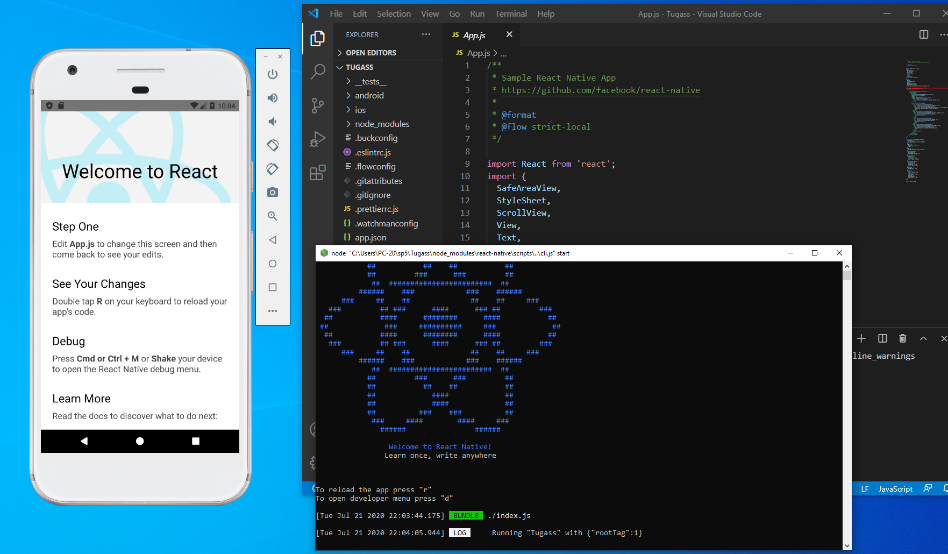 10:04
Welcome to React
Step One
Edit App.js to change this screen and then
come back to see your edits.
See Your Changes
Double tap R on your keyboard to reload your
app's code.
Debug
Press Cmd or Ctrl + M or Shake your device
to open the React Native debug menu.
Learn More
Read the docs to discover what to do next:
File Edit Selection View Go Run Terminal Help
App.js - Tugass - Visual Studio Code
EXPLORER
OPEN EDITORS
TUGASS
__tests__
android
ios
node_modules
.buckconfig
.eslintrc.js
.flowconfig
.gitattributes
.gitignore
.prettierrc.js
.watchmanconfig
app.json
JS App.js
JS App.js > ...
1 /**
2 * Sample React Native App
3 * https://github.com/facebook/react-native
4 *
5 * @format
6 * @flow strict-local
7 */
8
9 import React from 'react';
10 import {
11 SafeAreaView,
12 StyleSheet,
13 ScrollView,
14 View,
15 Text,
node "C:\Users\PC-20\sp5\Tugass\node_modules\react-native\scripts\..\cli.js" start
Welcome to React Native!
Learn once, write anywhere
To reload the app press "r"
To open developer menu press "d"
[Tue Jul 21 2020 22:03:44.175] BUNDLE ./index.js
[Tue Jul 21 2020 22:04:05.944] LOG Running "Tugass" with {"rootTag":1}
line_warnings
LF JavaScript